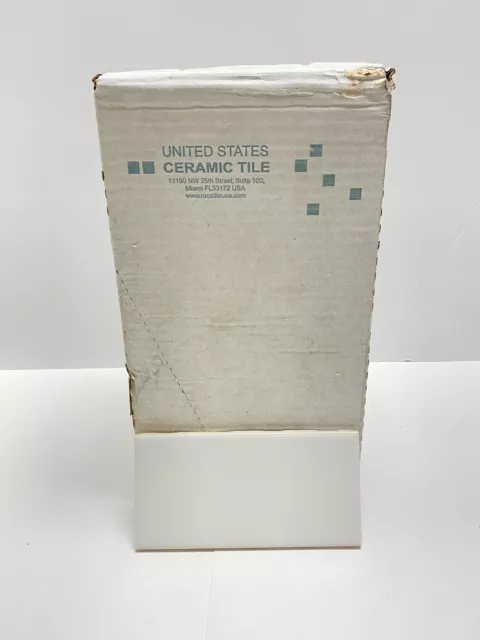 UNITED STATES
CERAMIC TILE
11190 NW 25th Street, Suite 100,
Miami FL33172 USA
www.rocatileusa.com